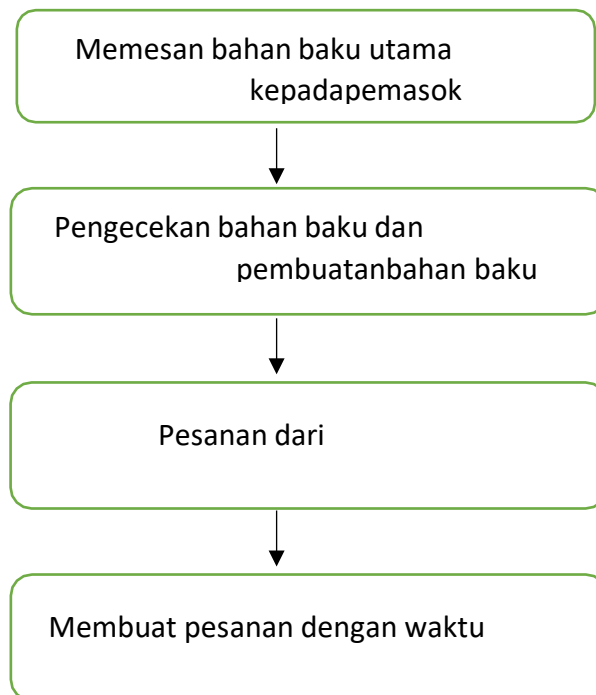 Memesan bahan baku utama
kepadapemasok
Pengecekan bahan baku dan
pembuatanbahan baku
Pesanan dari
Membuat pesanan dengan waktu